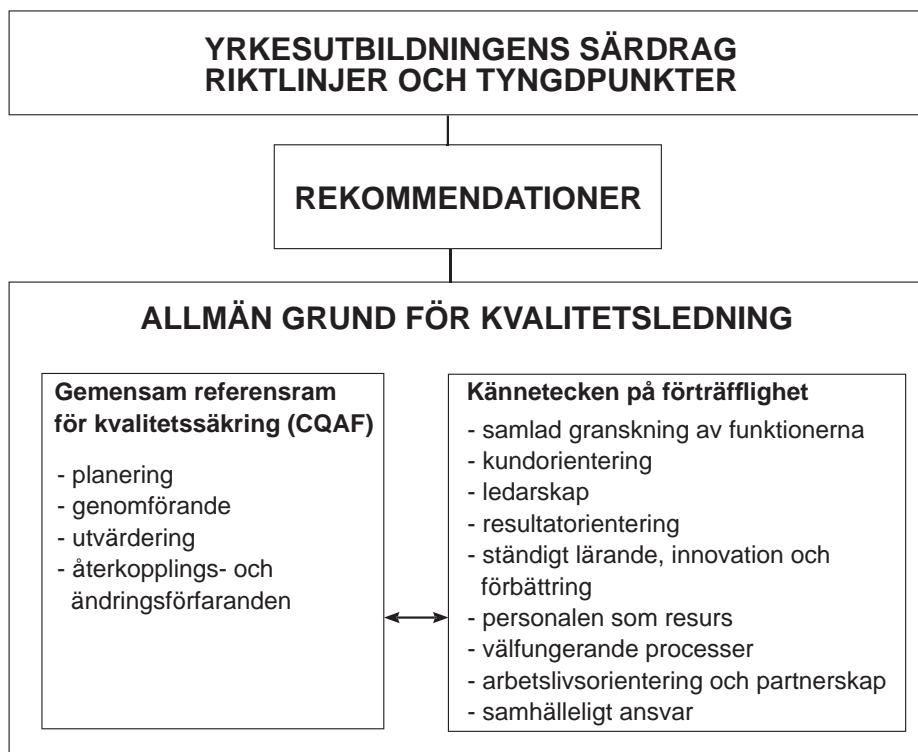 YRKESUTBILDNINGENS SÄRDRAG
RIKTLINJER OCH TYNGDPUNKTER
REKOMMENDATIONER
ALLMÄN GRUND FÖR KVALITETSLEDNING
Gemensam referensram
för kvalitetssäkring (CQAF)
- planering
- genomförande
- utvärdering
- återkopplings- och
ändringsförfaranden
Kännetecken på förträfflighet
- samlad granskning av funktionerna
- kundorientering
- ledarskap
- resultatorientering
- ständigt lärande, innovation och
förbättring
- personalen som resurs
- välfungerande processer
- arbetslivsorientering och partnerskap
- samhälleligt ansvar